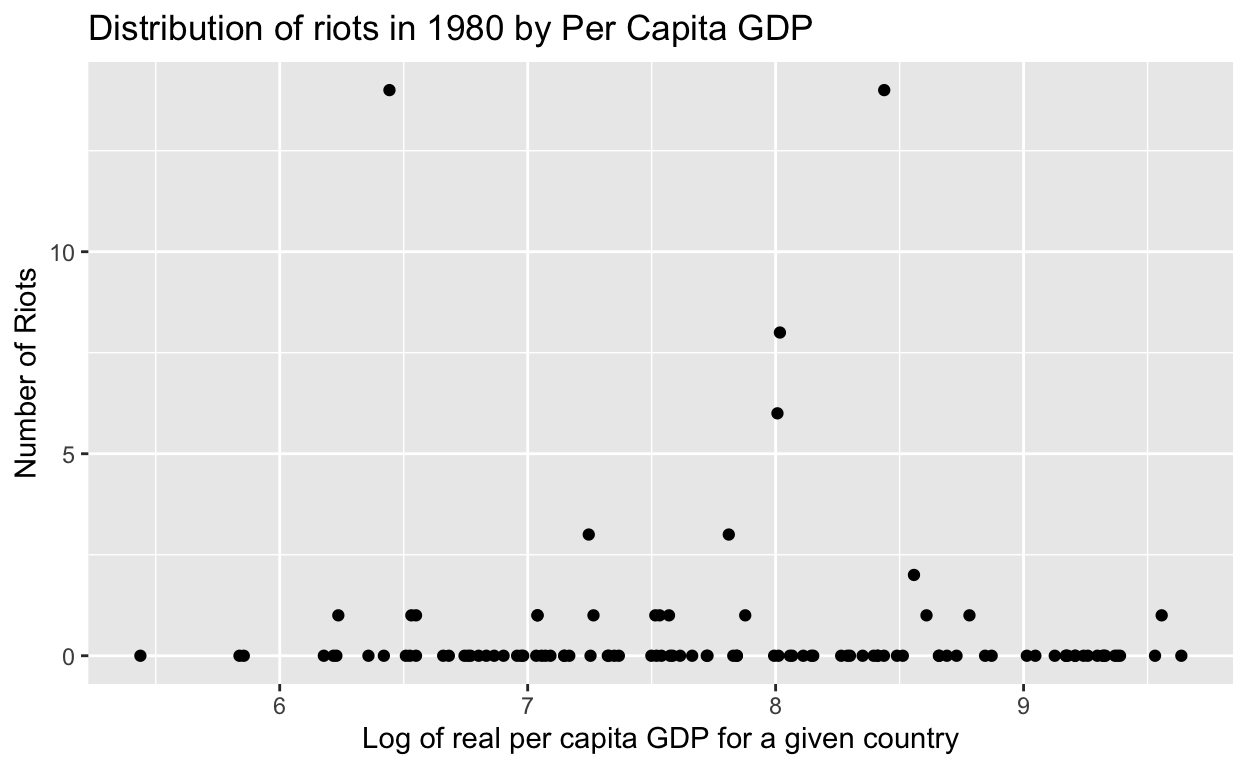 Distribution of riots in 1980 by Per Capita GDP
Number of Riots
10
5
0
6 7 8 9
Log of real per capita GDP for a given country